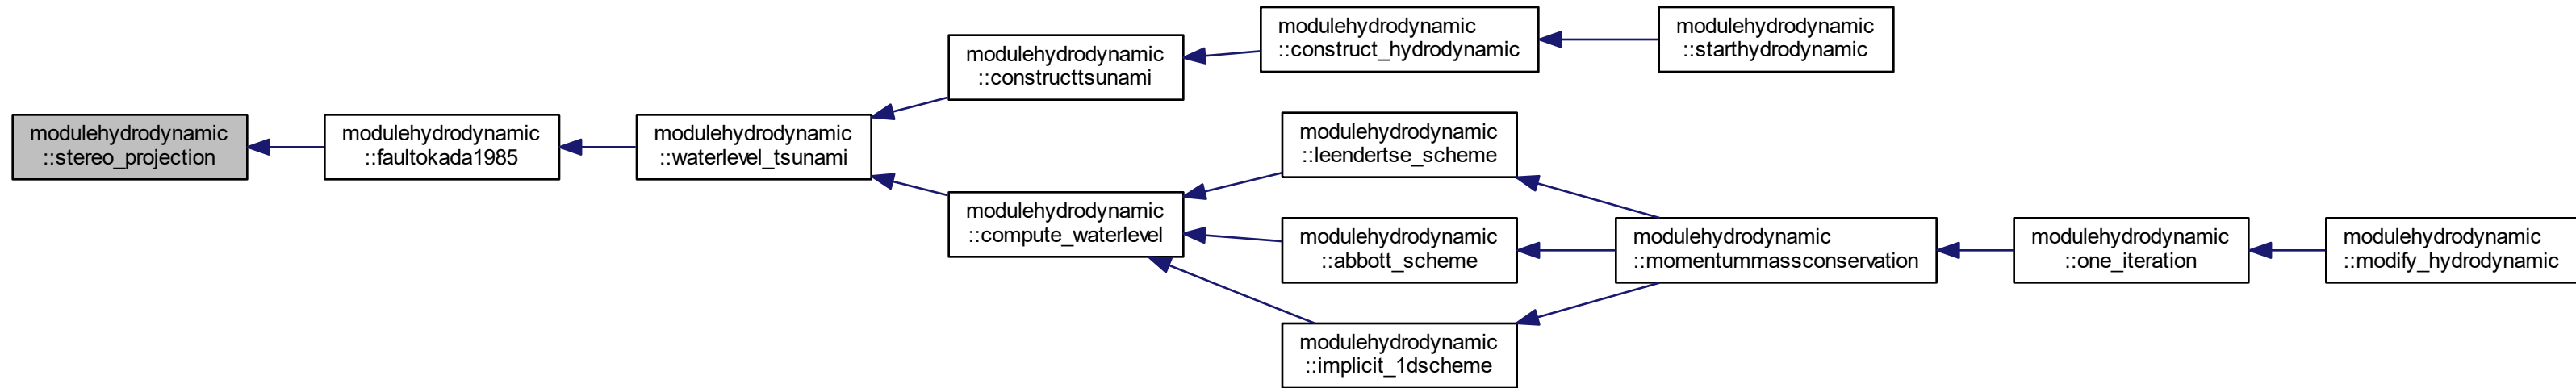 modulehydrodynamic
::stereo_projection
modulehydrodynamic
::faultokada1985
modulehydrodynamic
::waterlevel_tsunami
modulehydrodynamic
::constructtsunami
modulehydrodynamic
::construct_hydrodynamic
modulehydrodynamic
::starthydrodynamic
modulehydrodynamic
::compute_waterlevel
modulehydrodynamic
::leendertse_scheme
modulehydrodynamic
::abbott_scheme
modulehydrodynamic
::implicit_1dscheme
modulehydrodynamic
::momentummassconservation
modulehydrodynamic
::one_iteration
modulehydrodynamic
::modify_hydrodynamic